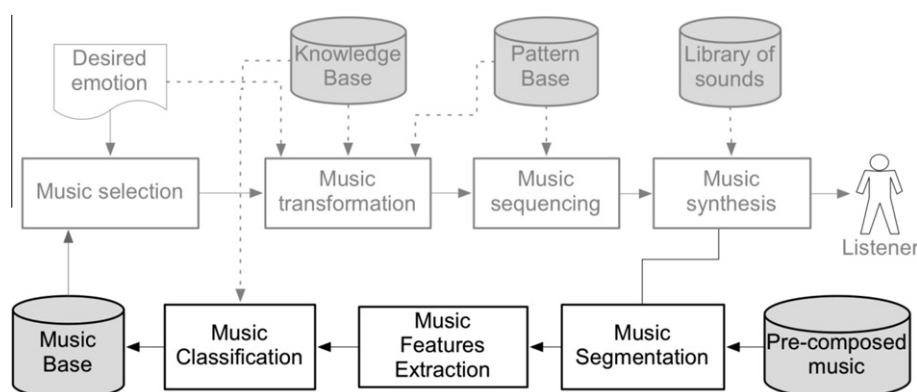 Desired
emotion
Knowledge
Base
Pattern
Base
Library of
sounds
Music selection
Music
transformation
Music
sequencing
Music
synthesis
Listener
Music
Base
Music
Classification
Music
Features
Extraction
Music
Segmentation
Pre-composed
music